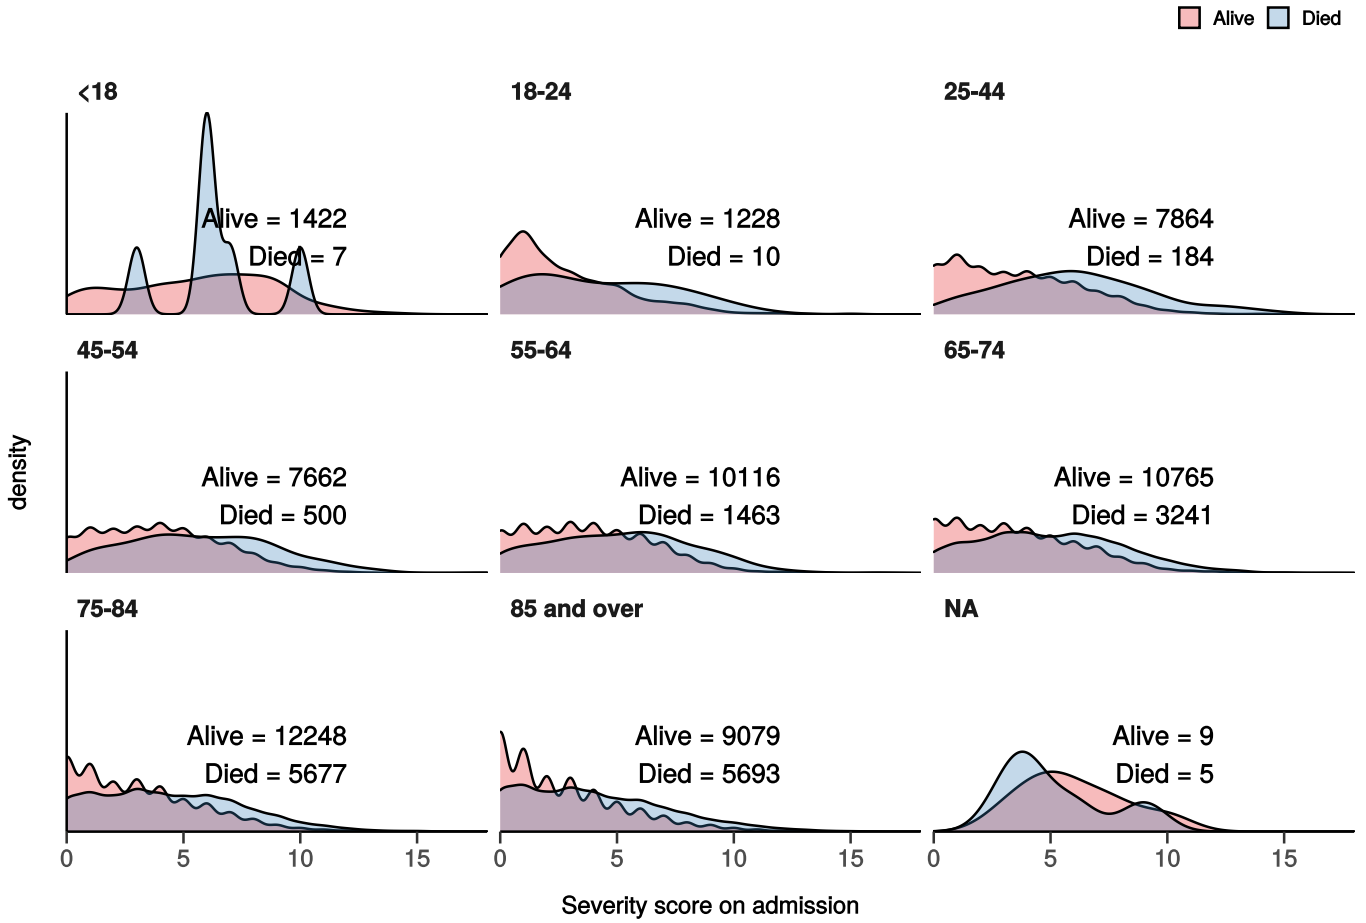 Alive Died
<18 18-24 25-44
Alive = 1422 Alive = 1228 Alive = 7864
Died = 7 Died = 10 Died = 184
45-54 55-64 65-74
density
Alive = 7662 Alive = 10116 Alive = 10765
Died = 500 Died = 1463 Died = 3241
75-84 85 and over NA
Alive = 12248 Alive = 9079 Alive = 9
Died = 5677 Died = 5693 Died = 5
0 5 10 15 0 5 10 15 0 5 10 15
Severity score on admission